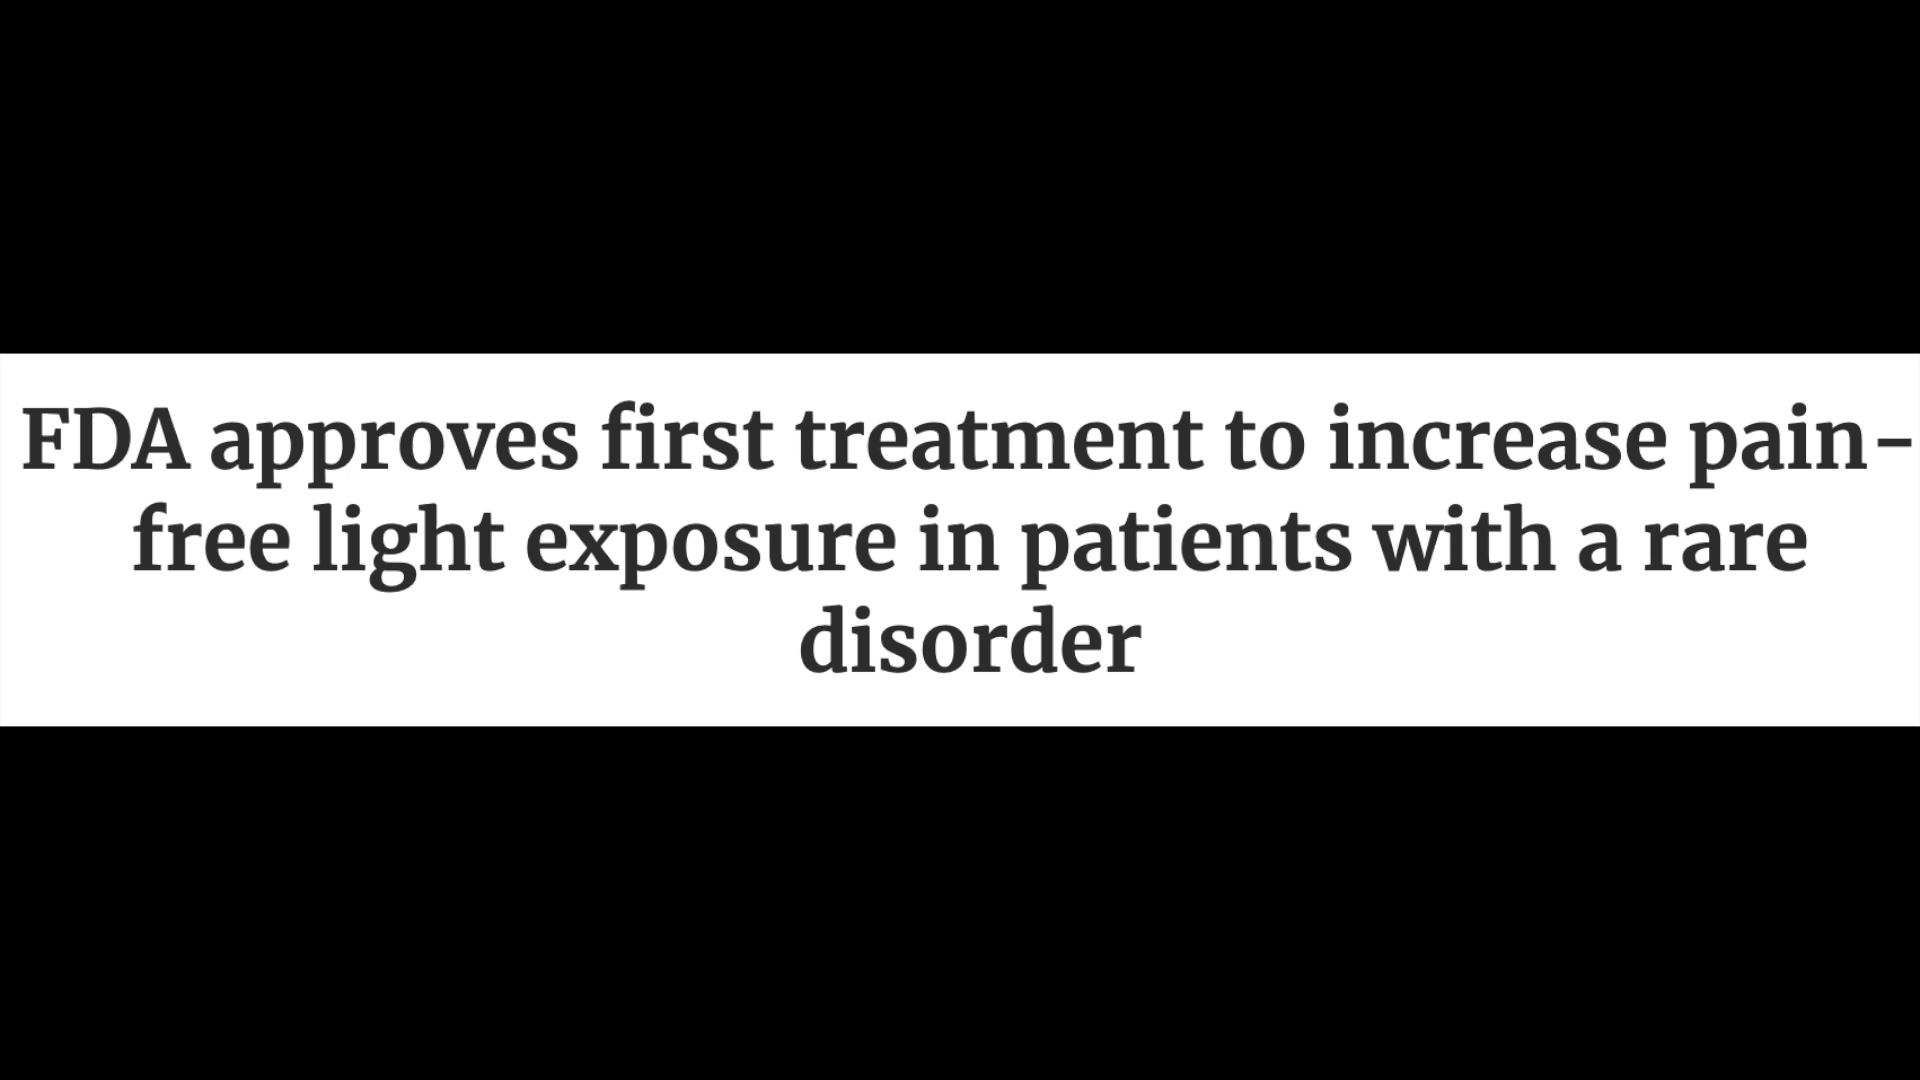 FDA approves first treatment to increase pain-
free light exposure in patients with a rare
disorder